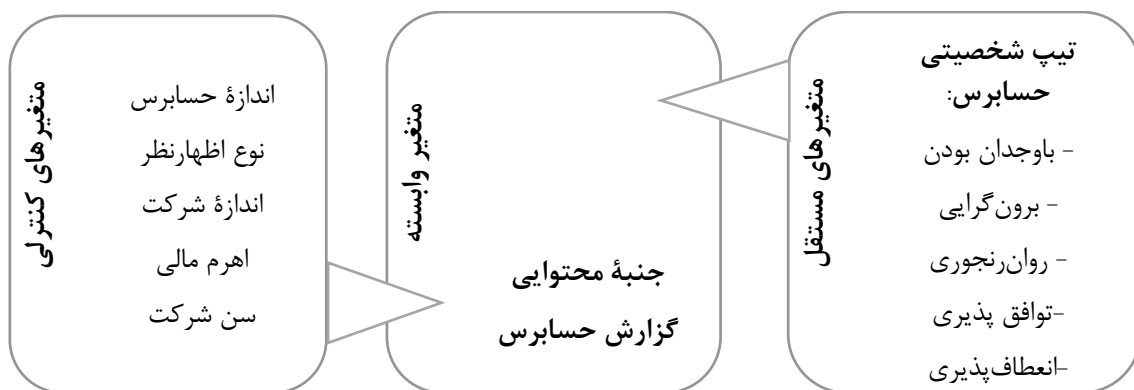 متغیرهای مستقل
تیپ شخصیتی
حسابرس:
- باوجدان بودن
- برون‌گرایی
- روان‌رنجوری
-توافق پذیری
-انعطاف‌پذیری
متغیر وابسته
جنبهٔ محتوایی
گزارش حسابرس
متغیرهای کنترلی
اندازهٔ حسابرس
نوع اظهارنظر
اندازهٔ شرکت
اهرم مالی
سن شرکت